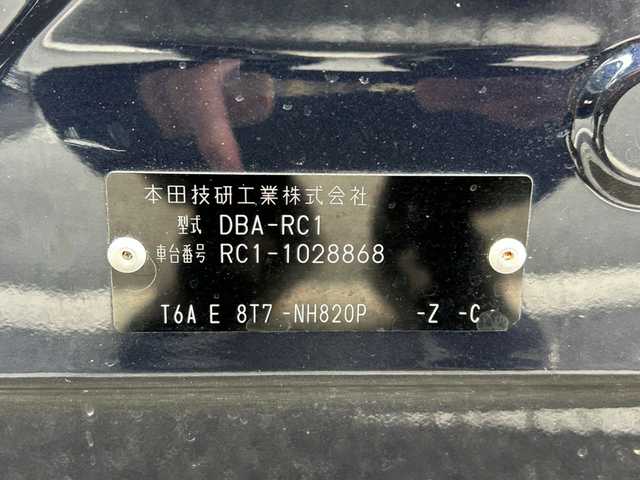 本田技研工業株式会社
型式 DBA-RC1
車台番号 RC1-1028868
T6A E 8T7 -NH820P -Z -C